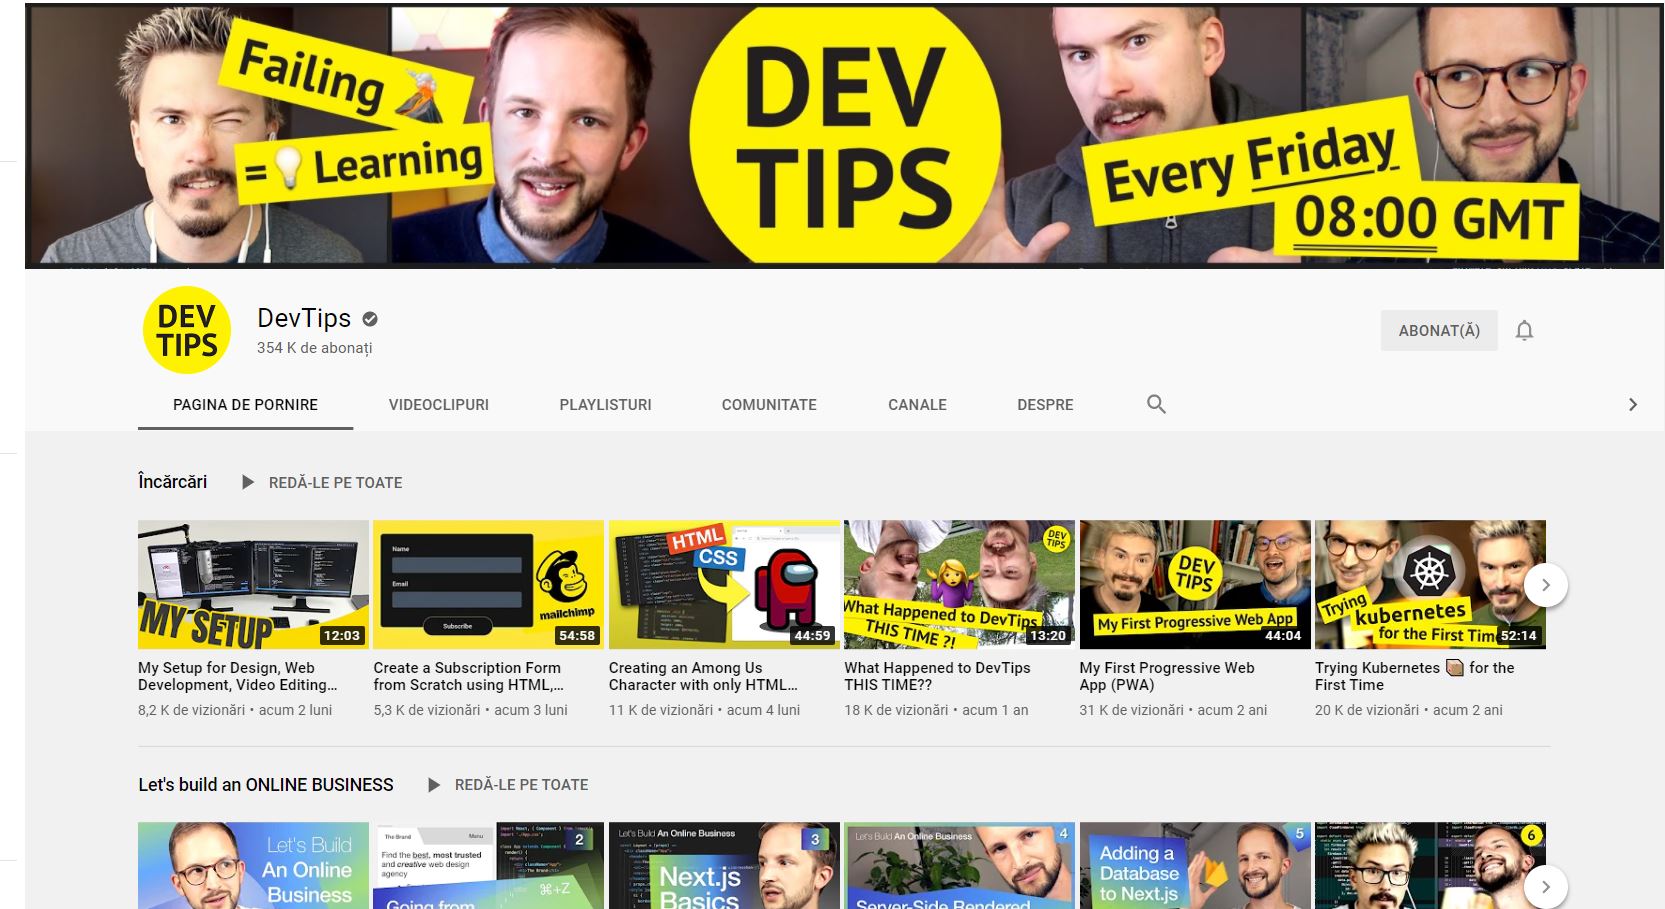 Failing
= Learning
DEV
TIPS
Every Friday
08:00 GMT
DEV
TIPS
DevTips
354 K de abonați
ABONAT(Ă)
PAGINA DE PORNIRE
VIDEOCLIPURI
PLAYLISTURI
COMUNITATE
CANALE
DESPRE
Încărcări
REDĂ-LE PE TOATE
MY SETUP
12:03
My Setup for Design, Web
Development, Video Editing...
8,2 K de vizionări • acum 2 luni
Name
Email
Subscribe
mailchimp
54:58
Create a Subscription Form
from Scratch using HTML,...
5,3 K de vizionări • acum 3 luni
HTML
CSS
44:59
Creating an Among Us
Character with only HTML...
11 K de vizionări • acum 4 luni
DEV
TIPS
What Happened to DevTips
THIS TIME ?!
13:20
What Happened to DevTips
THIS TIME??
18 K de vizionări • acum 1 an
DEV
TIPS
My First Progressive Web App
44:04
My First Progressive Web
App (PWA)
31 K de vizionări • acum 2 ani
Trying
kubernetes
for the First Time
52:14
Trying Kubernetes for the
First Time
20 K de vizionări • acum 2 ani
Let's build an ONLINE BUSINESS
REDĂ-LE PE TOATE
Let's Build
An Online
Business
The Brand
Menu
Find the best, most trusted
and creative web design
agency
2
⌘+Z
Going from
Let's Build An Online Business
3
Next.js
Basics
Let's Build An Online Business
4
Server-Side Rendered
5
Adding a
Database
to Next.js
6